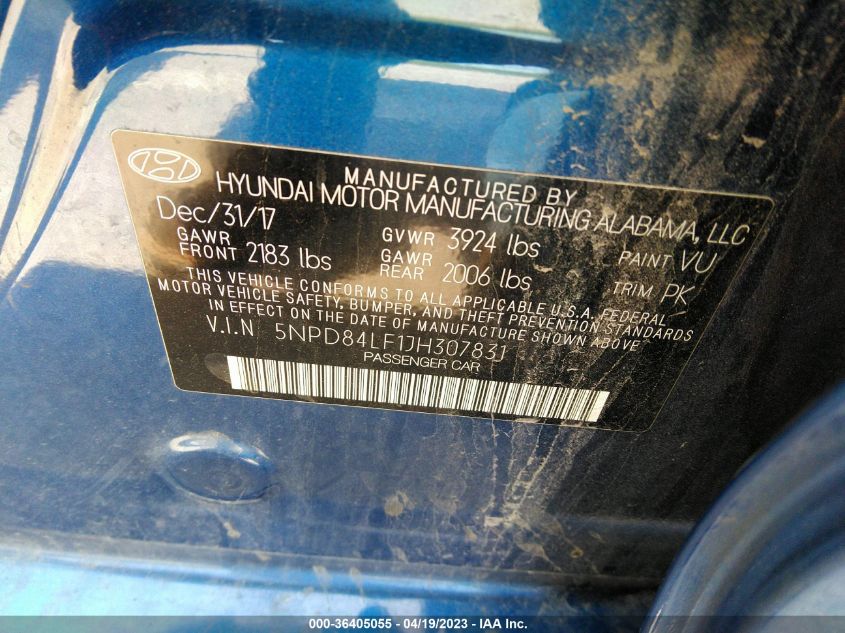 MANUFACTURED BY
HYUNDAI MOTOR MANUFACTURING ALABAMA, LLC
Dec/31/17 GVWR 3924 lbs PAINT VU
GAWR FRONT 2183 lbs GAWR REAR 2006 lbs TRIM PK
THIS VEHICLE CONFORMS TO ALL APPLICABLE U.S.A. FEDERAL
MOTOR VEHICLE SAFETY, BUMPER, AND THEFT PREVENTION STANDARDS
IN EFFECT ON THE DATE OF MANUFACTURE SHOWN ABOVE
V.I.N 5NPD84LF1JH307831
PASSENGER CAR
000-36405055 - 04/19/2023 - IAA Inc.